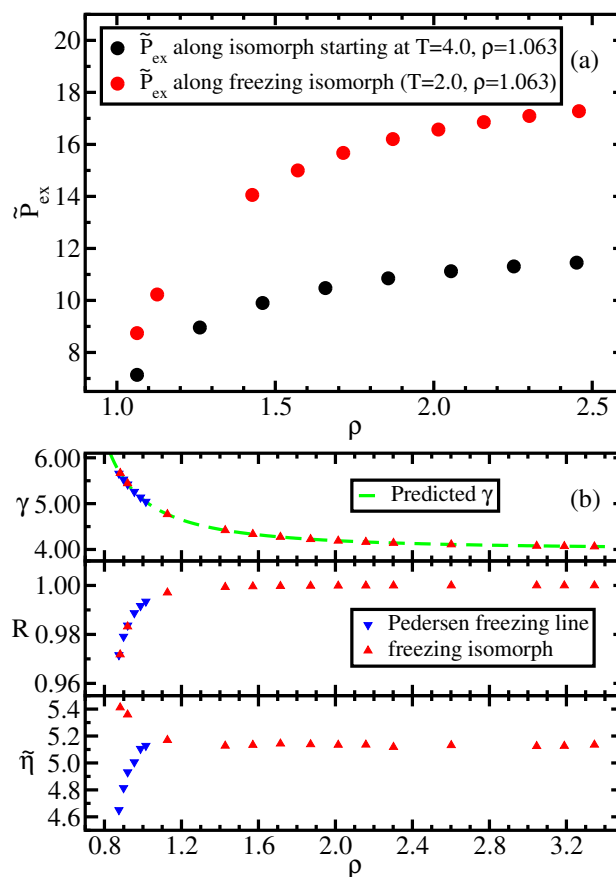 20
18
16
14
12
10
8
P̃ex
P̃ex along isomorph starting at T=4.0, ρ=1.063
P̃ex along freezing isomorph (T=2.0, ρ=1.063)
(a)
1.0 1.5 2.0 2.5
ρ
6.00
5.00
4.00
γ
Predicted γ
(b)
1.00
0.98
0.96
R
Pedersen freezing line
freezing isomorph
5.4
5.2
5.0
4.8
4.6
η̃
0.8 1.2 1.6 2.0 2.4 2.8 3.2
ρ